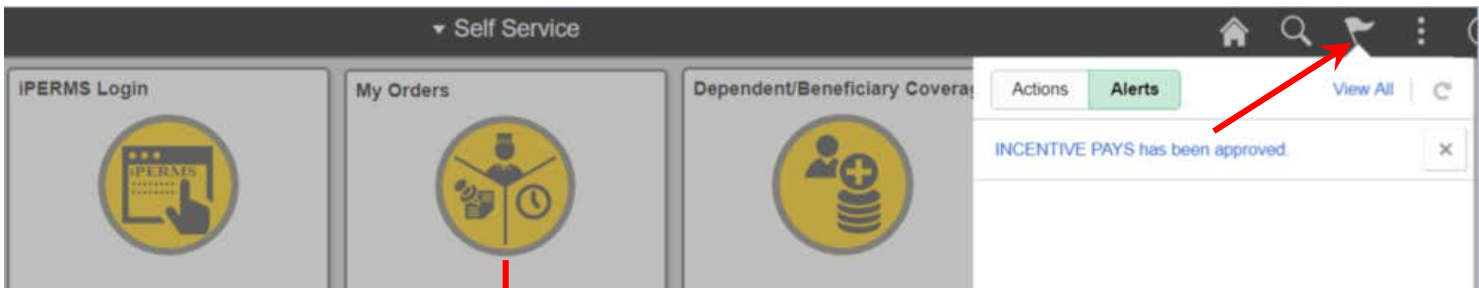 Self Service
iPERMS Login
My Orders
Dependent/Beneficiary Covera
Actions
Alerts
View All
INCENTIVE PAYS has been approved.
iPERMS